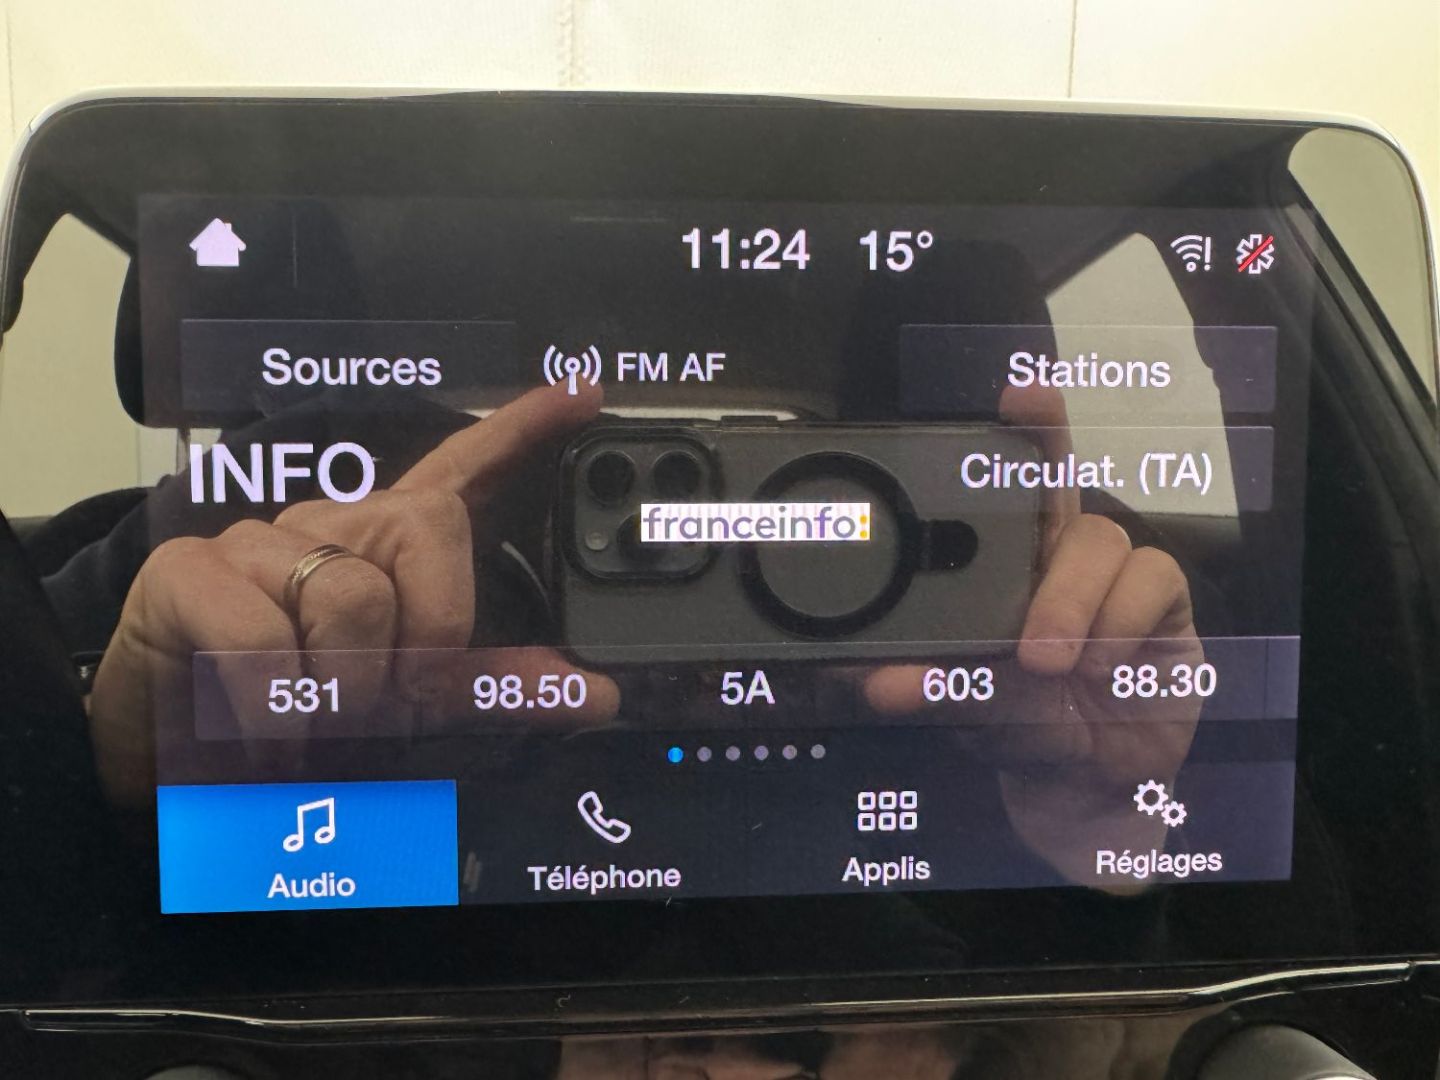 11:24 15°
Sources FM AF Stations
INFO Circulat. (TA)
franceinfo:
531 98.50 5A 603 88.30
Audio Téléphone Applis Réglages